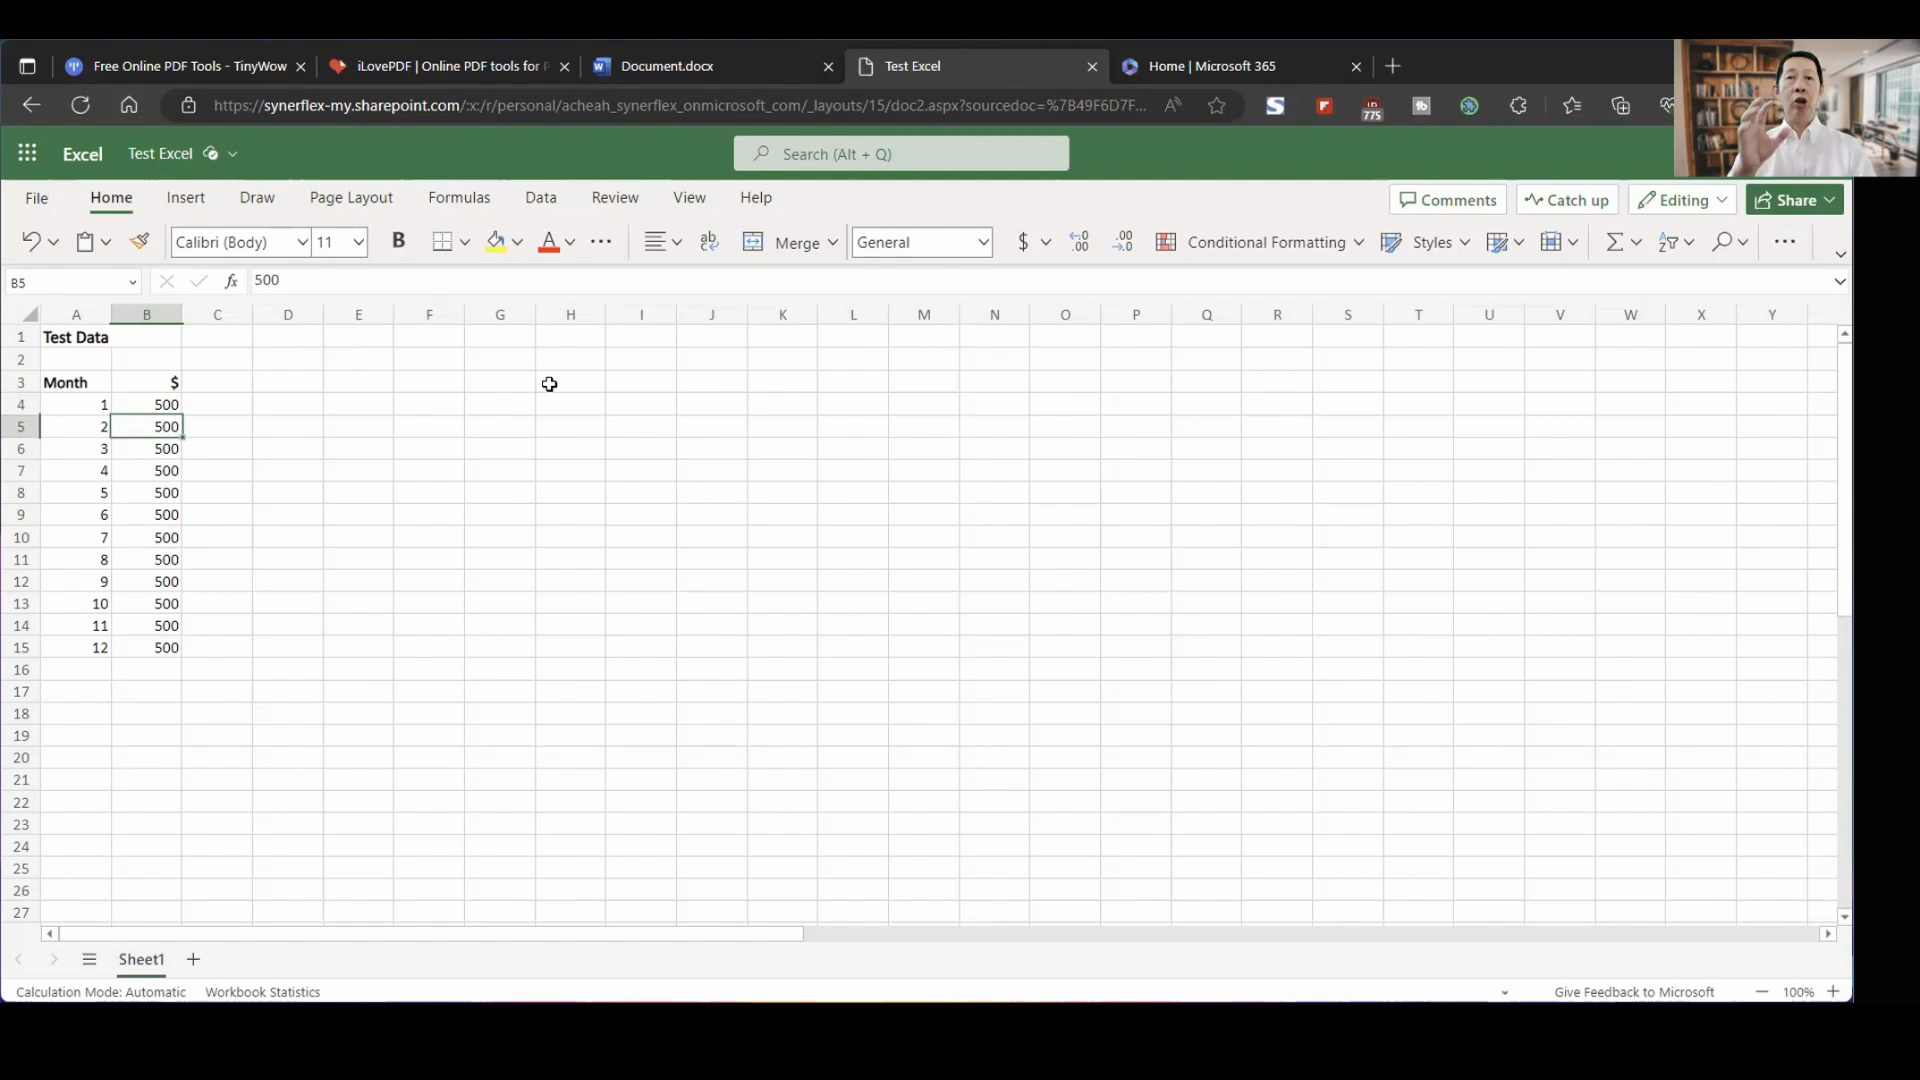 Free Online PDF Tools - TinyWow
iLovePDF | Online PDF tools for P
Document.docx
Test Excel
Home | Microsoft 365
https://synerflex-my.sharepoint.com/:x:/r/personal/acheah_synerflex_onmicrosoft_com/_layouts/15/doc2.aspx?sourcedoc=%7B49F6D7F...
775
Excel
Test Excel
Search (Alt + Q)
File Home Insert Draw Page Layout Formulas Data Review View Help
Comments Catch up Editing Share
Calibri (Body) 11 B A ab Merge General $ .00 .00 Conditional Formatting Styles
B5 fx 500
A B C D E F G H I J K L M N O P Q R S T U V W X Y
1 Test Data
2
3 Month $
4 1 500
5 2 500
6 3 500
7 4 500
8 5 500
9 6 500
10 7 500
11 8 500
12 9 500
13 10 500
14 11 500
15 12 500
16
17
18
19
20
21
22
23
24
25
26
27
Sheet1
Calculation Mode: Automatic Workbook Statistics
Give Feedback to Microsoft 100%